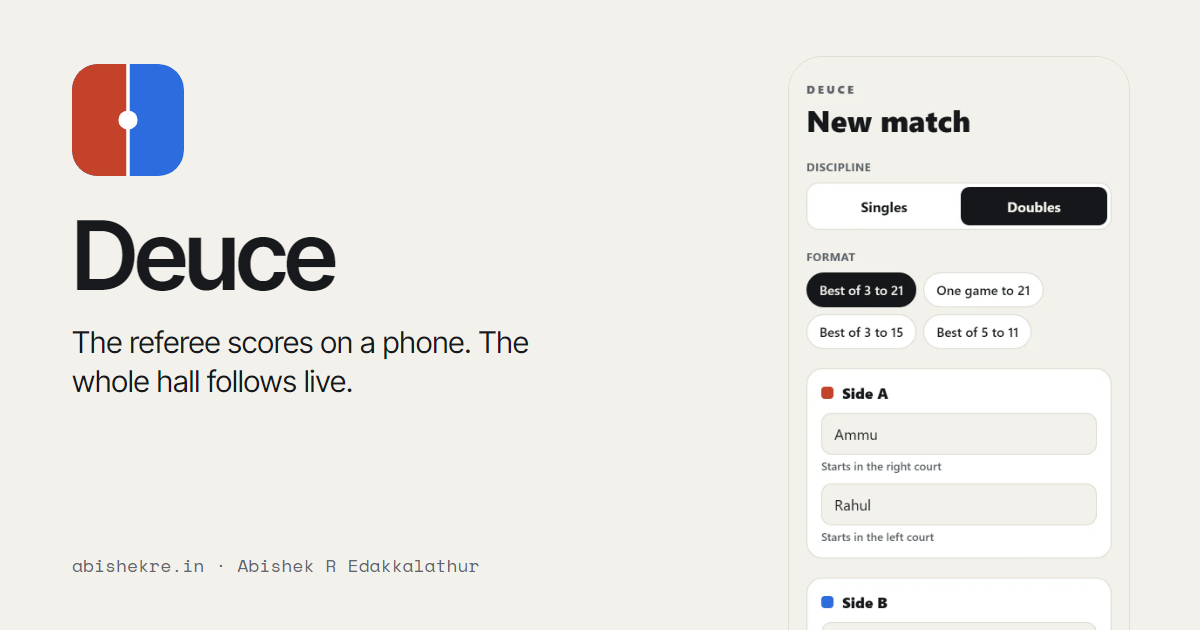 Deuce
The referee scores on a phone. The
whole hall follows live.
abishekre.in · Abishek R Edakkalathur
DEUCE
New match
DISCIPLINE
Singles
Doubles
FORMAT
Best of 3 to 21
One game to 21
Best of 3 to 15
Best of 5 to 11
Side A
Ammu
Starts in the right court
Rahul
Starts in the left court
Side B